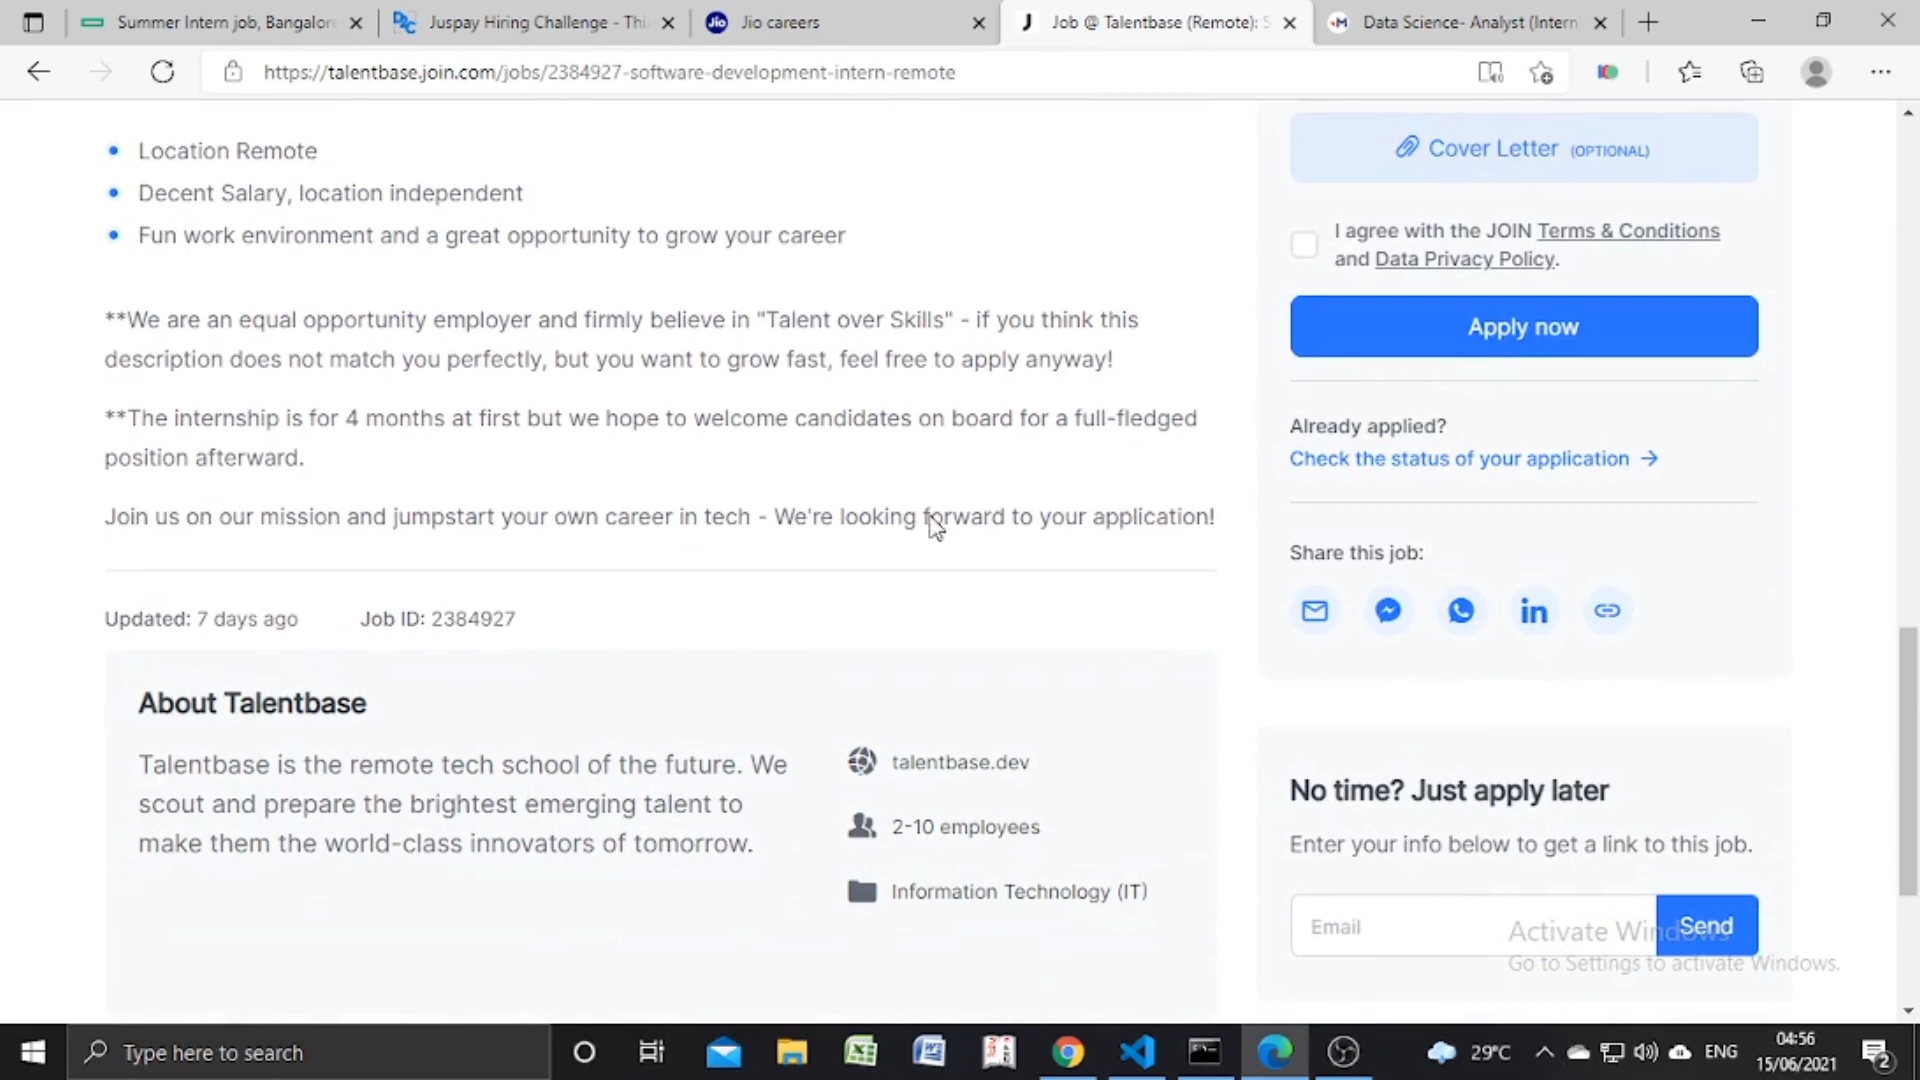 Summer Intern job, Bangalor
Juspay Hiring Challenge - Thi
Jio careers
Job @ Talentbase (Remote): S
Data Science- Analyst (Intern
https://talentbase.join.com/jobs/2384927-software-development-intern-remote
Location Remote
Decent Salary, location independent
Fun work environment and a great opportunity to grow your career
**We are an equal opportunity employer and firmly believe in "Talent over Skills" - if you think this
description does not match you perfectly, but you want to grow fast, feel free to apply anyway!
**The internship is for 4 months at first but we hope to welcome candidates on board for a full-fledged
position afterward.
Join us on our mission and jumpstart your own career in tech - We're looking forward to your application!
Updated: 7 days ago Job ID: 2384927
About Talentbase
Talentbase is the remote tech school of the future. We
scout and prepare the brightest emerging talent to
make them the world-class innovators of tomorrow.
talentbase.dev
2-10 employees
Information Technology (IT)
Cover Letter (OPTIONAL)
I agree with the JOIN Terms & Conditions
and Data Privacy Policy.
Apply now
Already applied?
Check the status of your application →
Share this job:
No time? Just apply later
Enter your info below to get a link to this job.
Email
Send
Activate Windows
Go to Settings to activate Windows.
Type here to search
29°C
ENG
04:56
15/06/2021
2